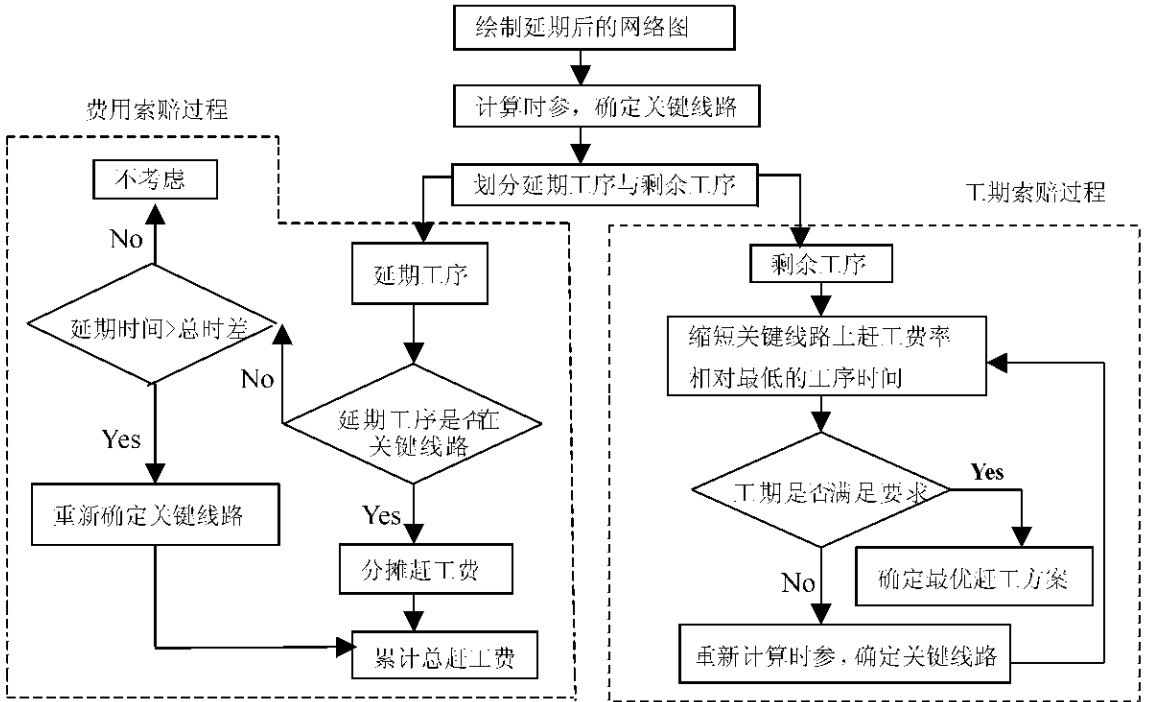 绘制延期后的网络图
计算时参，确定关键线路
划分延期工序与剩余工序
费用索赔过程
不考虑
No
延期时间>总时差
Yes
重新确定关键线路
延期工序
No
延期工序是否在
关键线路
Yes
分摊赶工费
累计总赶工费
工期索赔过程
剩余工序
缩短关键线路上赶工费率
相对最低的工序时间
工期是否满足要求
Yes
确定最优赶工方案
No
重新计算时参，确定关键线路